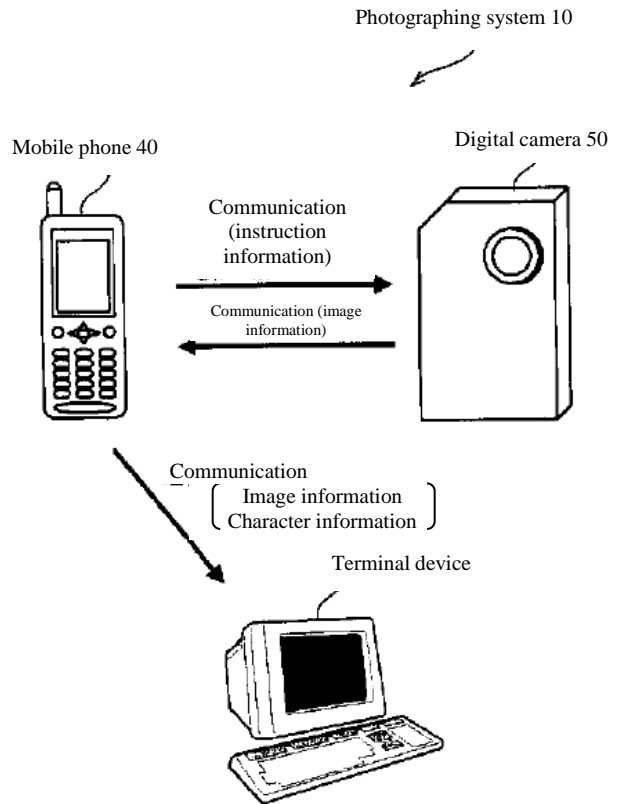 Photographing system 10
Mobile phone 40
Digital camera 50
Communication
(instruction
information)
Communication (image
information)
Communication
Image information
Character information
Terminal device